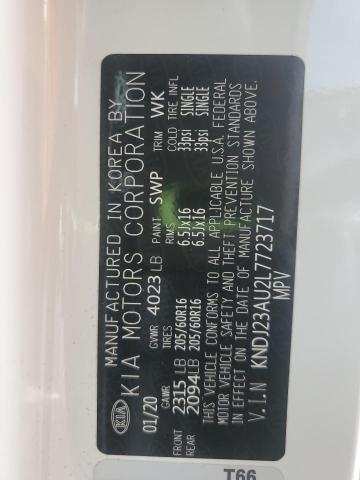 MANUFACTURED IN KOREA BY
KIA MOTORS CORPORATION
KIA
01/20 GVWR 4023 LB PAINT SWP TRIM WK
GAWR RIMS COLD TIRE INFL
FRONT 2315 LB 205/60R16 6.5Jx16 33psi SINGLE
REAR 2094LB 205/60R16 6.5Jx16 33psi SINGLE
THIS VEHICLE CONFORMS TO ALL APPLICABLE U.S.A. FEDERAL
MOTOR VEHICLE SAFETY AND THEFT PREVENTION STANDARDS
IN EFFECT ON THE DATE OF MANUFACTURE SHOWN ABOVE.
V.I.N KNDJ23AU2L7723717
MPV
T66